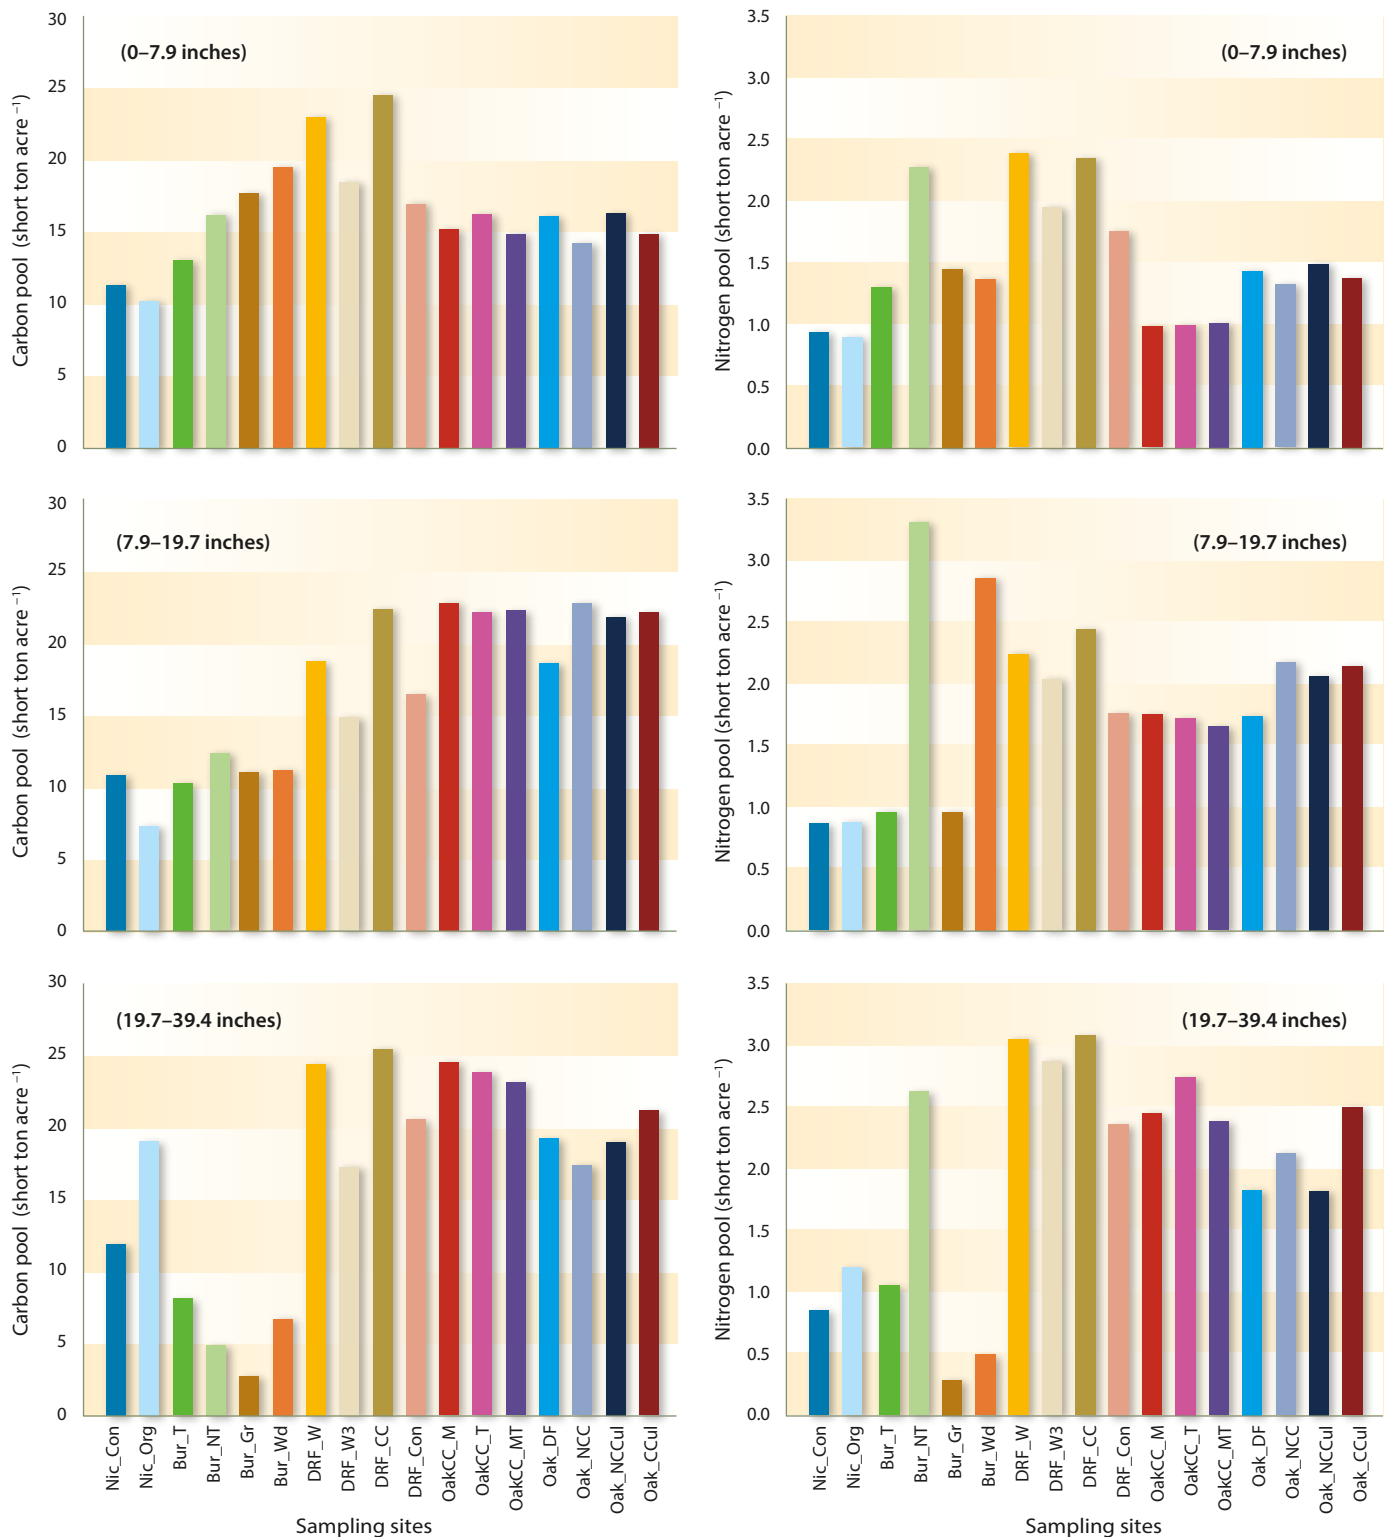 Carbon pool (short ton acre⁻¹)
30
25
20
15
10
5
0
(0–7.9 inches)
Nitrogen pool (short ton acre⁻¹)
3.5
3.0
2.5
2.0
1.5
1.0
0.5
0.0
(0–7.9 inches)
Carbon pool (short ton acre⁻¹)
30
25
20
15
10
5
0
(7.9–19.7 inches)
Nitrogen pool (short ton acre⁻¹)
3.5
3.0
2.5
2.0
1.5
1.0
0.5
0.0
(7.9–19.7 inches)
Carbon pool (short ton acre⁻¹)
30
25
20
15
10
5
0
(19.7–39.4 inches)
Nic_Con
Nic_Org
Bur_T
Bur_NT
Bur_Gr
Bur_Wd
DRF_W
DRF_W3
DRF_CC
DRF_Con
OakCC_M
OakCC_T
OakCC_MT
Oak_DF
Oak_NCC
Oak_NCCul
Oak_CCul
Sampling sites
Nitrogen pool (short ton acre⁻¹)
3.5
3.0
2.5
2.0
1.5
1.0
0.5
0.0
(19.7–39.4 inches)
Nic_Con
Nic_Org
Bur_T
Bur_NT
Bur_Gr
Bur_Wd
DRF_W
DRF_W3
DRF_CC
DRF_Con
OakCC_M
OakCC_T
OakCC_MT
Oak_DF
Oak_NCC
Oak_NCCul
Oak_CCul
Sampling sites